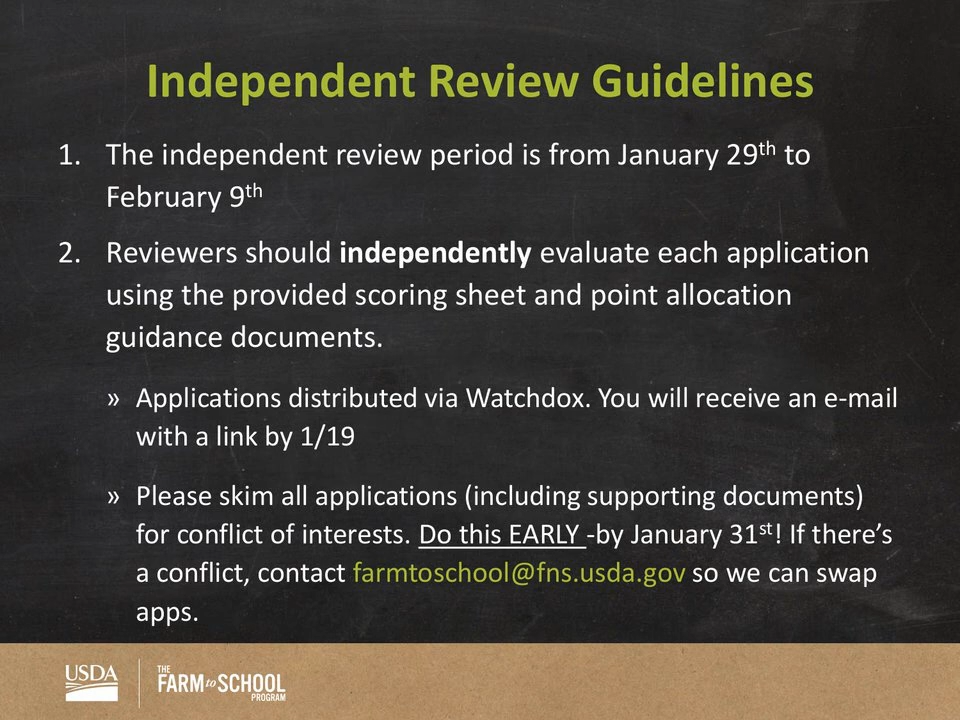 Independent Review Guidelines
1. The independent review period is from January 29th to
February 9th
2. Reviewers should independently evaluate each application
using the provided scoring sheet and point allocation
guidance documents.
» Applications distributed via Watchdox. You will receive an e-mail
with a link by 1/19
» Please skim all applications (including supporting documents)
for conflict of interests. Do this EARLY -by January 31st! If there’s
a conflict, contact farmtoschool@fns.usda.gov so we can swap
apps.
USDA
THE
FARM to SCHOOL
PROGRAM